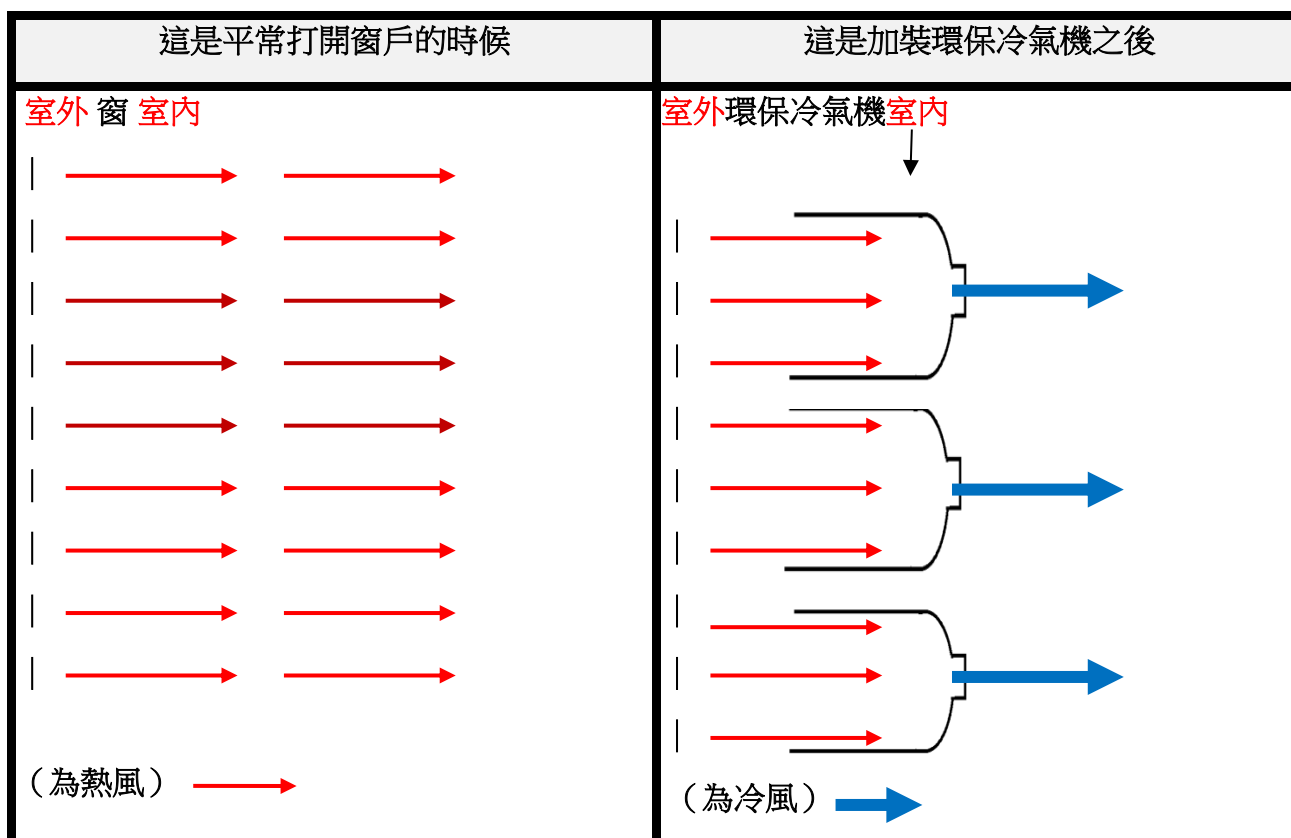 這是平常打開窗戶的時候
這是加裝環保冷氣機之後
室外 窗 室內
室外環保冷氣機室內
（為熱風）
（為冷風）